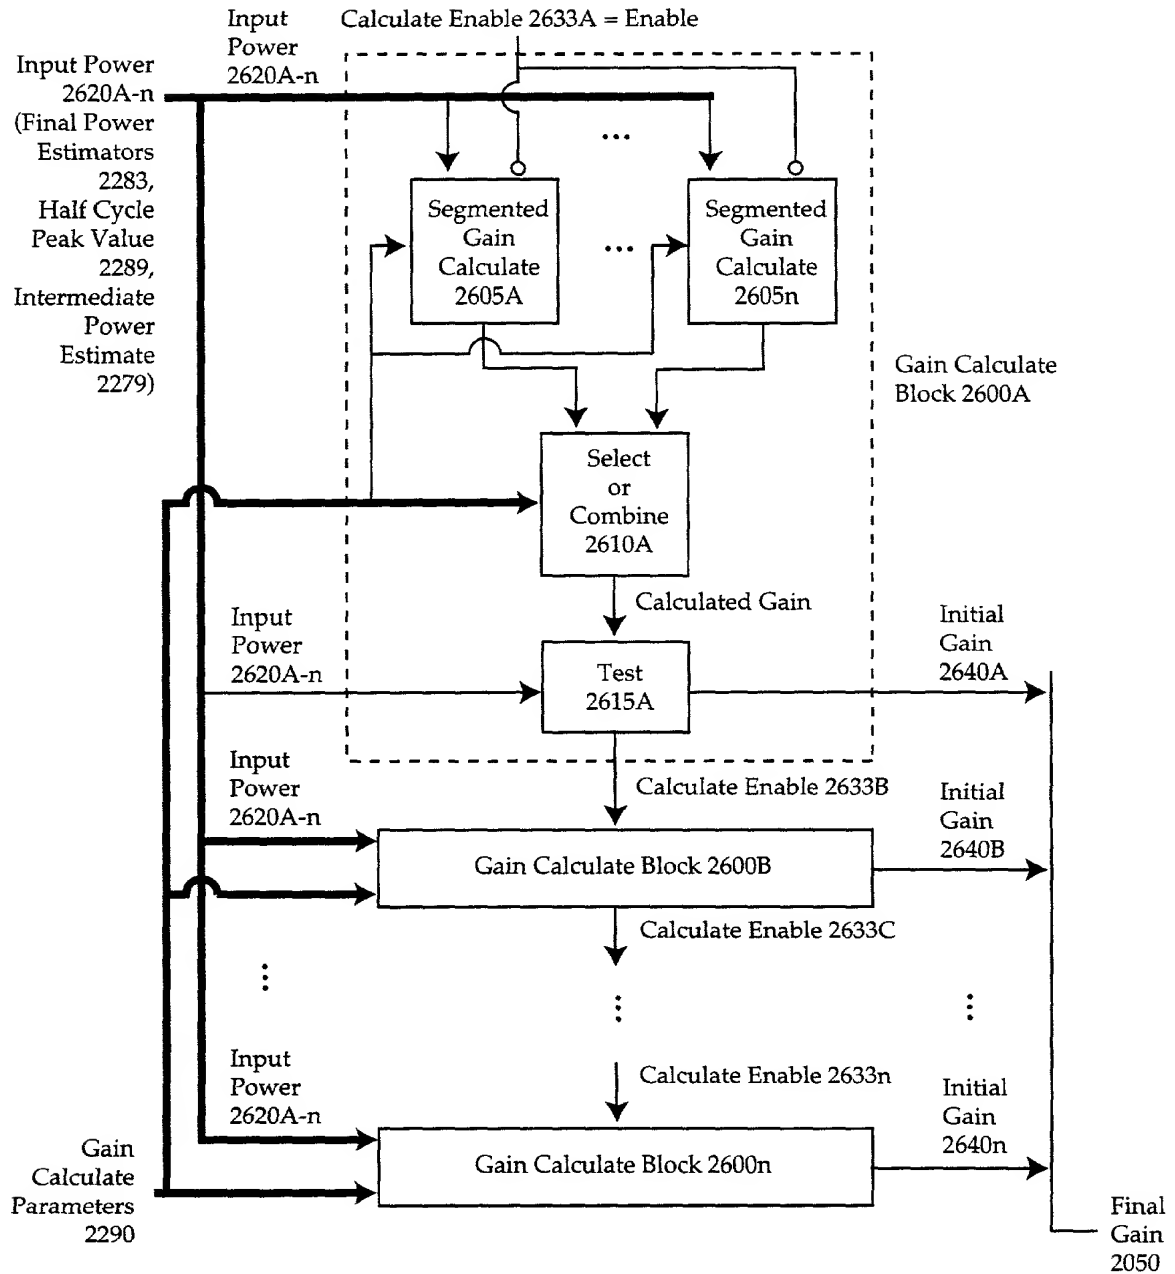 Input
Power
2620A-n
Calculate Enable 2633A = Enable
Input Power
2620A-n
(Final Power
Estimators
2283,
Half Cycle
Peak Value
2289,
Intermediate
Power
Estimate
2279)
...
Segmented
Gain
Calculate
2605A
...
Segmented
Gain
Calculate
2605n
Gain Calculate
Block 2600A
Select
or
Combine
2610A
Calculated Gain
Input
Power
2620A-n
Test
2615A
Initial
Gain
2640A
Input
Power
2620A-n
Calculate Enable 2633B
Initial
Gain
2640B
Gain Calculate Block 2600B
Calculate Enable 2633C
Input
Power
2620A-n
Calculate Enable 2633n
Initial
Gain
2640n
Gain Calculate Block 2600n
Gain
Calculate
Parameters
2290
Final
Gain
2050